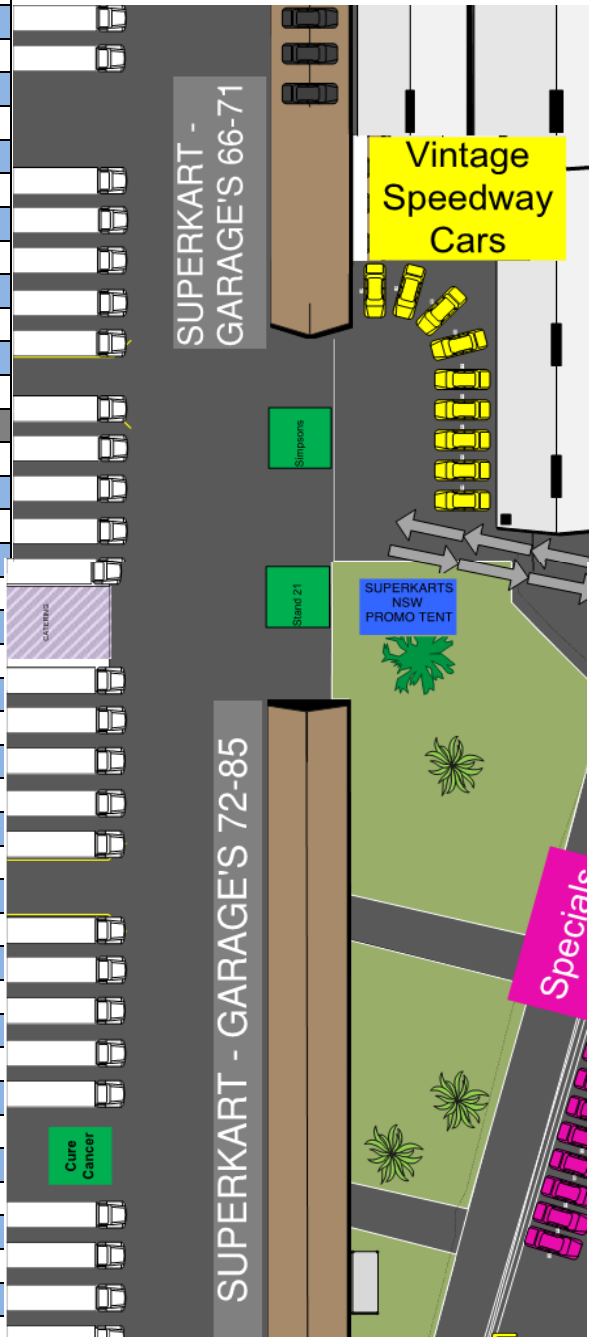 SUPERKART -
GARAGE'S 66-71
Vintage
Speedway
Cars
Simpsons
Stand 21
SUPERKARTS
NSW
PROMO TENT
CATERING
SUPERKART - GARAGE'S 72-85
Specials
Cure
Cancer